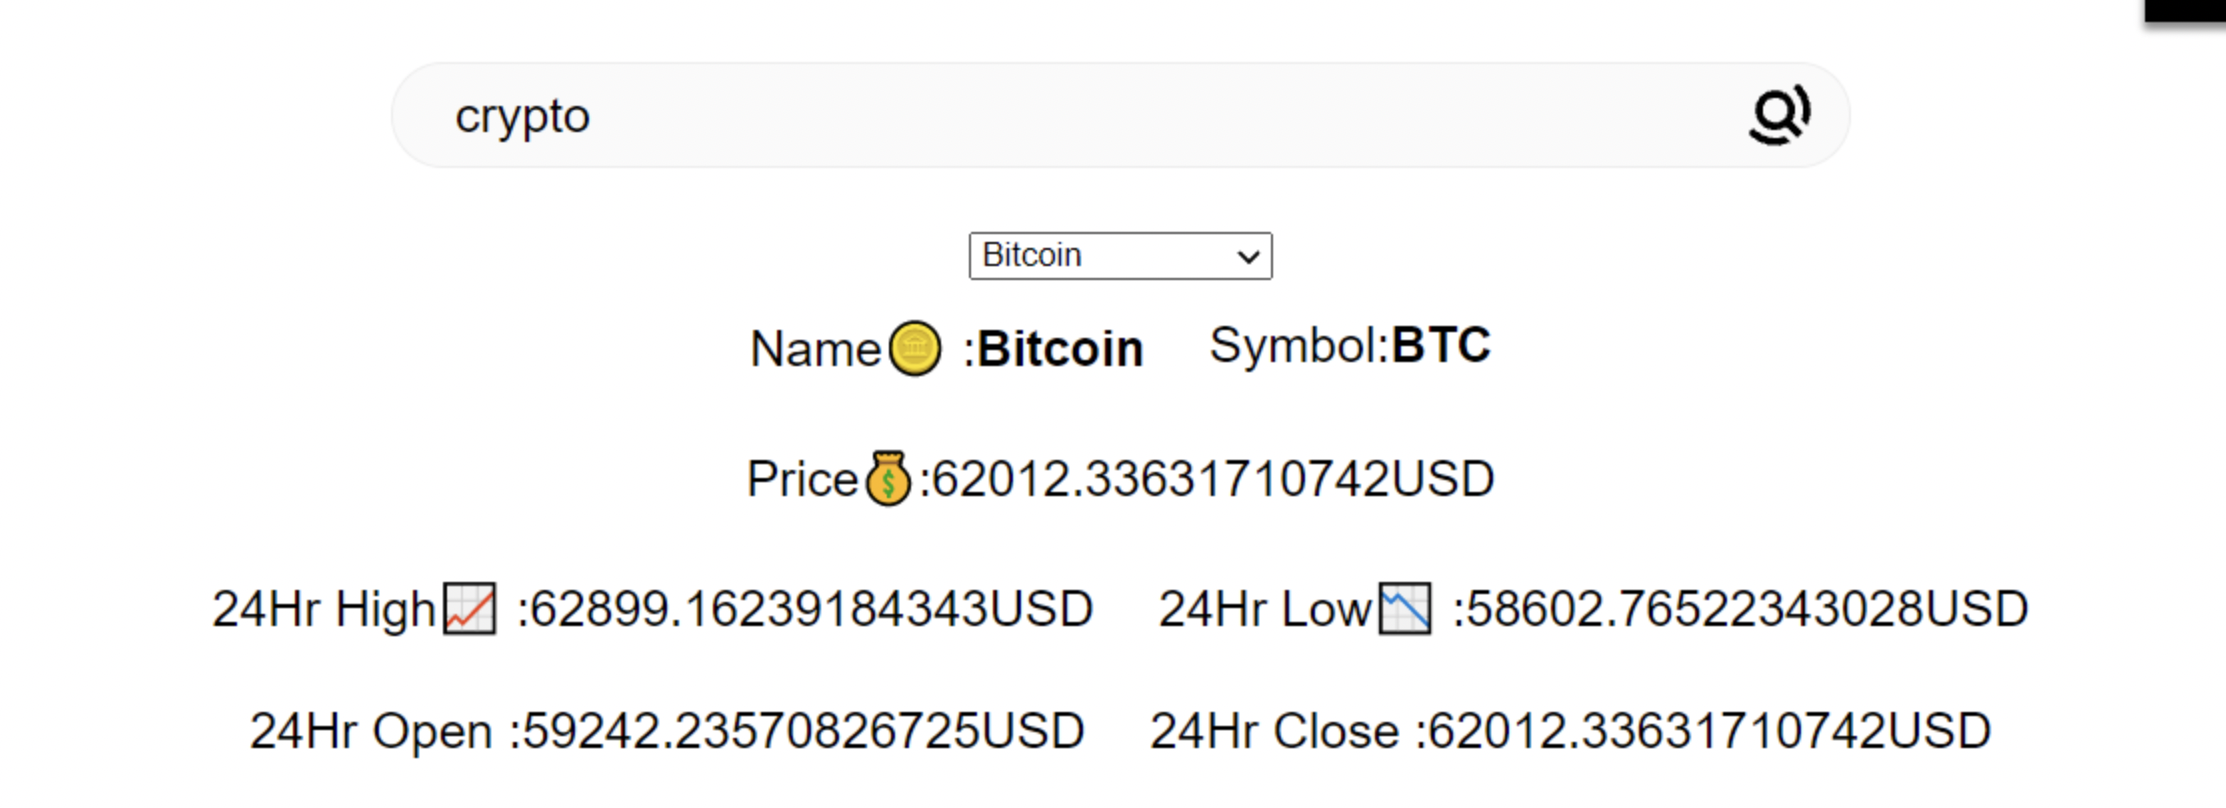 crypto
Bitcoin
Name🪙 :Bitcoin Symbol:BTC
Price💰:62012.33631710742USD
24Hr High📈 :62899.16239184343USD 24Hr Low📉 :58602.76522343028USD
24Hr Open :59242.23570826725USD 24Hr Close :62012.33631710742USD